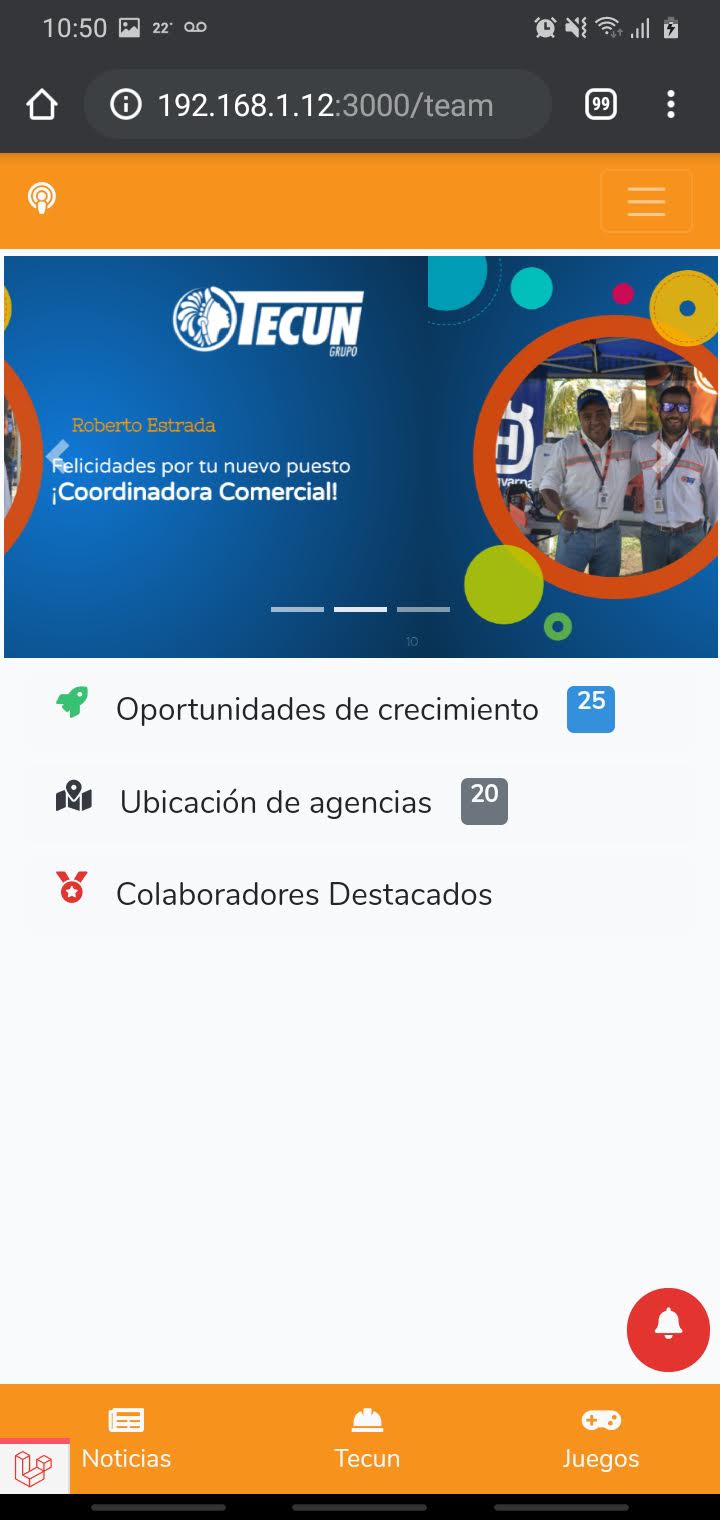 10:50 22°
192.168.1.12:3000/team 99
TECUN
GRUPO
Roberto Estrada
Felicidades por tu nuevo puesto
¡Coordinadora Comercial!
10
Oportunidades de crecimiento 25
Ubicación de agencias 20
Colaboradores Destacados
Noticias Tecun Juegos